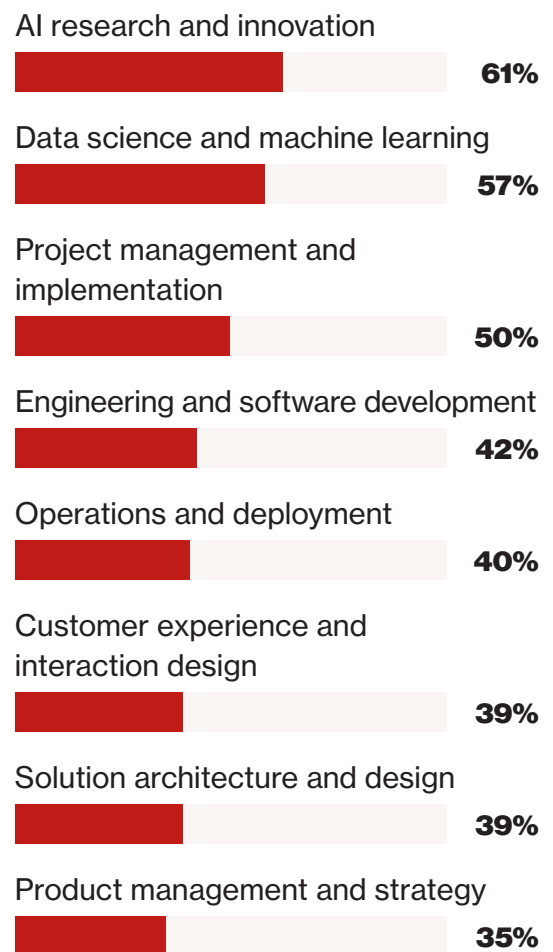 AI research and innovation
61%
Data science and machine learning
57%
Project management and
implementation
50%
Engineering and software development
42%
Operations and deployment
40%
Customer experience and
interaction design
39%
Solution architecture and design
39%
Product management and strategy
35%